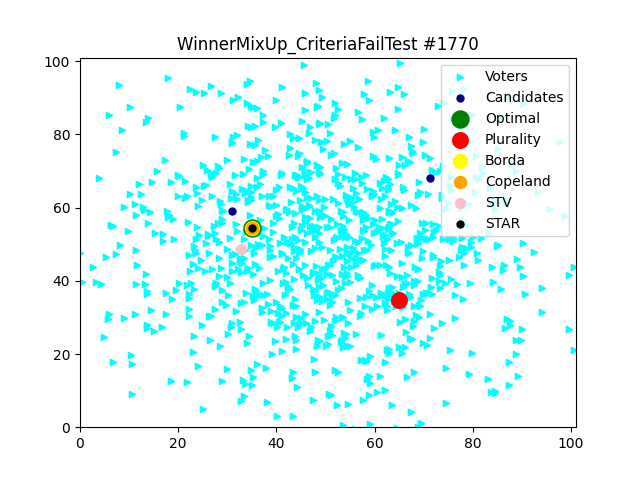 WinnerMixUp_CriteriaFailTest #1770
100
80
60
40
20
0
0
20
40
60
80
100
Voters
Candidates
Optimal
Plurality
Borda
Copeland
STV
STAR